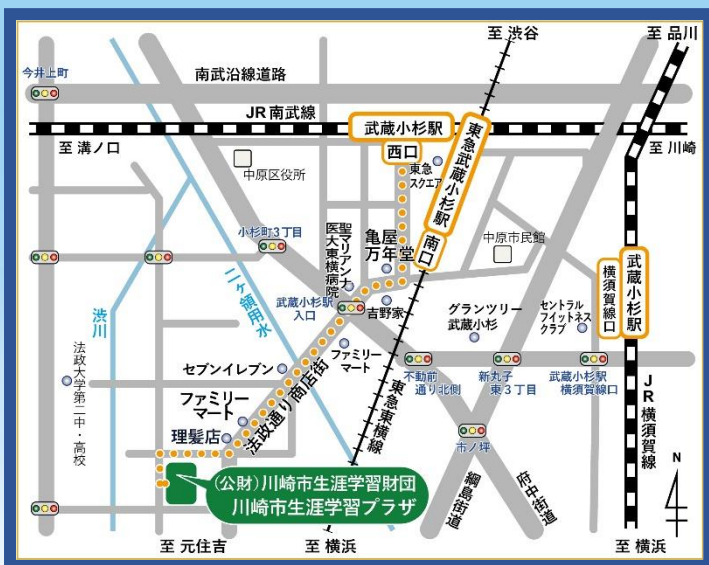 至 渋谷
至 品川
今井上町
南武沿線道路
JR南武線
武蔵小杉駅
西口
至 溝ノ口
至 川崎
東急
スクエア
東急武蔵小杉駅
南口
中原区役所
小杉町3丁目
聖マリアンナ
医大東横病院
亀屋
万年堂
中原市民館
武蔵小杉駅
横須賀線口
二ヶ領用水
渋川
武蔵小杉駅
入口
吉野家
グランツリー
武蔵小杉
セントラル
フィットネス
クラブ
ファミリー
マート
セブンイレブン
法政通り商店街
不動前
通り北側
新丸子
東3丁目
武蔵小杉駅
横須賀線口
東急東横線
JR横須賀線
法政大学第二中・高校
ファミリー
マート
理髪店
市ノ坪
綱島街道
府中街道
N
(公財)川崎市生涯学習財団
川崎市生涯学習プラザ
至 元住吉
至 横浜
至 横浜